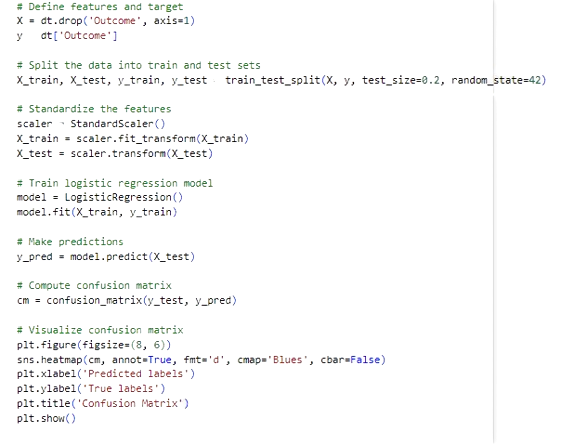 # Define features and target
X = dt.drop('Outcome', axis=1)
y  dt['Outcome']
# Split the data into train and test sets
X_train, X_test, y_train, y_test  train_test_split(X, y, test_size=0.2, random_state=42)
# Standardize the features
scaler - StandardScaler()
X_train = scaler.fit_transform(X_train)
X_test = scaler.transform(X_test)
# Train logistic regression model
model = LogisticRegression()
model.fit(X_train, y_train)
# Make predictions
y_pred = model.predict(X_test)
# Compute confusion matrix
cm = confusion_matrix(y_test, y_pred)
# Visualize confusion matrix
plt.figure(figsize=(8, 6))
sns.heatmap(cm, annot=True, fmt='d', cmap='Blues', cbar=False)
plt.xlabel('Predicted labels')
plt.ylabel('True labels')
plt.title('Confusion Matrix')
plt.show()